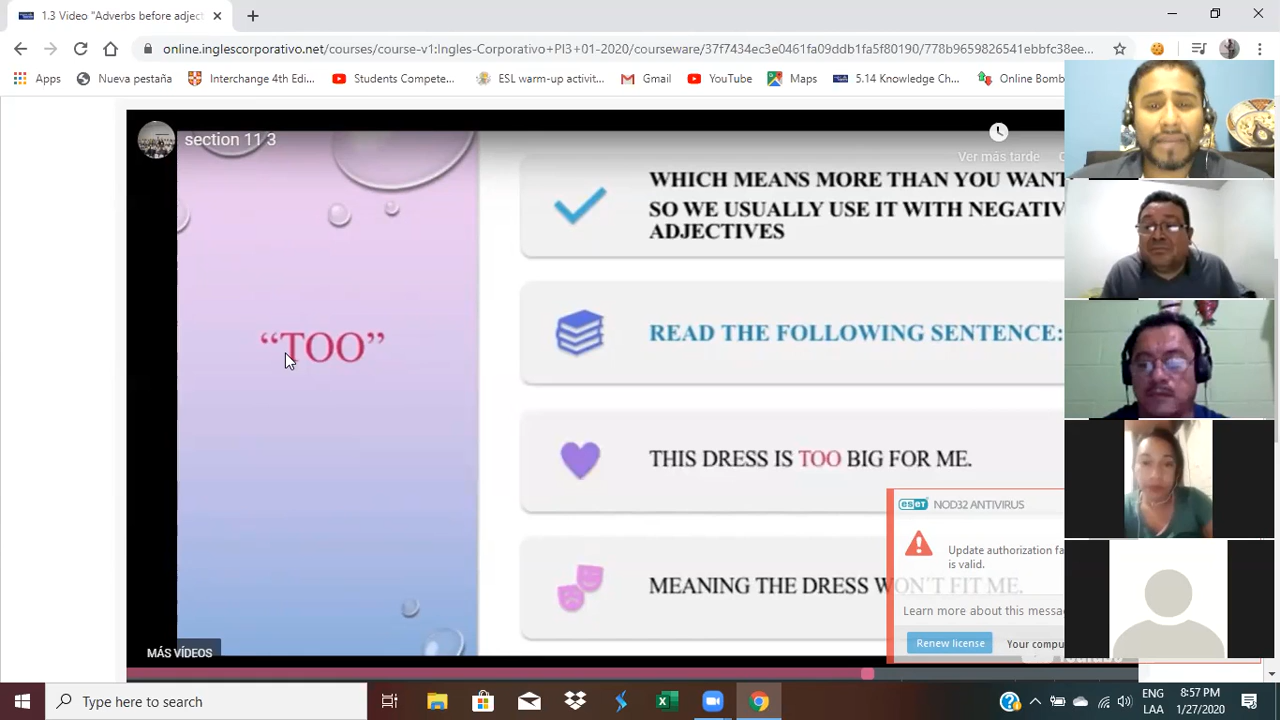 1.3 Video "Adverbs before adject
online.inglescorporativo.net/courses/course-v1:Ingles-Corporativo+PI3+01-2020/courseware/37f7434ec3e0461fa09ddb1fa5f80190/778b9659826541ebbfc38ee...
Apps
Nueva pestaña
Interchange 4th Edi...
Students Compete...
ESL warm-up activit...
Gmail
YouTube
Maps
5.14 Knowledge Ch...
Online Bomb
section 11 3
Ver más tarde
WHICH MEANS MORE THAN YOU WANT
SO WE USUALLY USE IT WITH NEGATIV
ADJECTIVES
“TOO”
READ THE FOLLOWING SENTENCE:
THIS DRESS IS TOO BIG FOR ME.
MEANING THE DRESS WON´T FIT ME.
eset NOD32 ANTIVIRUS
Update authorization fa
is valid.
Learn more about this messa
Renew license
Your compu
MÁS VÍDEOS
Type here to search
ENG
LAA
8:57 PM
1/27/2020